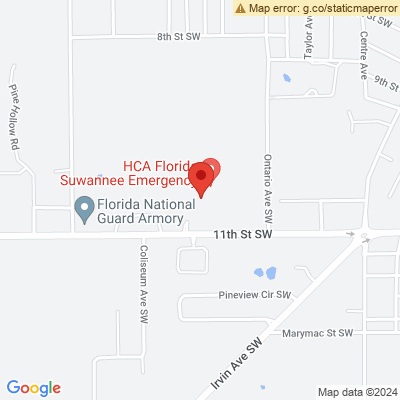 Map error: g.co/staticmaperror
8th St SW
Taylor Ave
Centre Ave
9th St SW
Pine Hollow Rd
HCA Florida
Suwannee Emergency
Ontario Ave SW
Florida National
Guard Armory
11th St SW
Coliseum Ave SW
Pineview Cir SW
Marymac St SW
Irvin Ave SW
Google
Map data ©2024